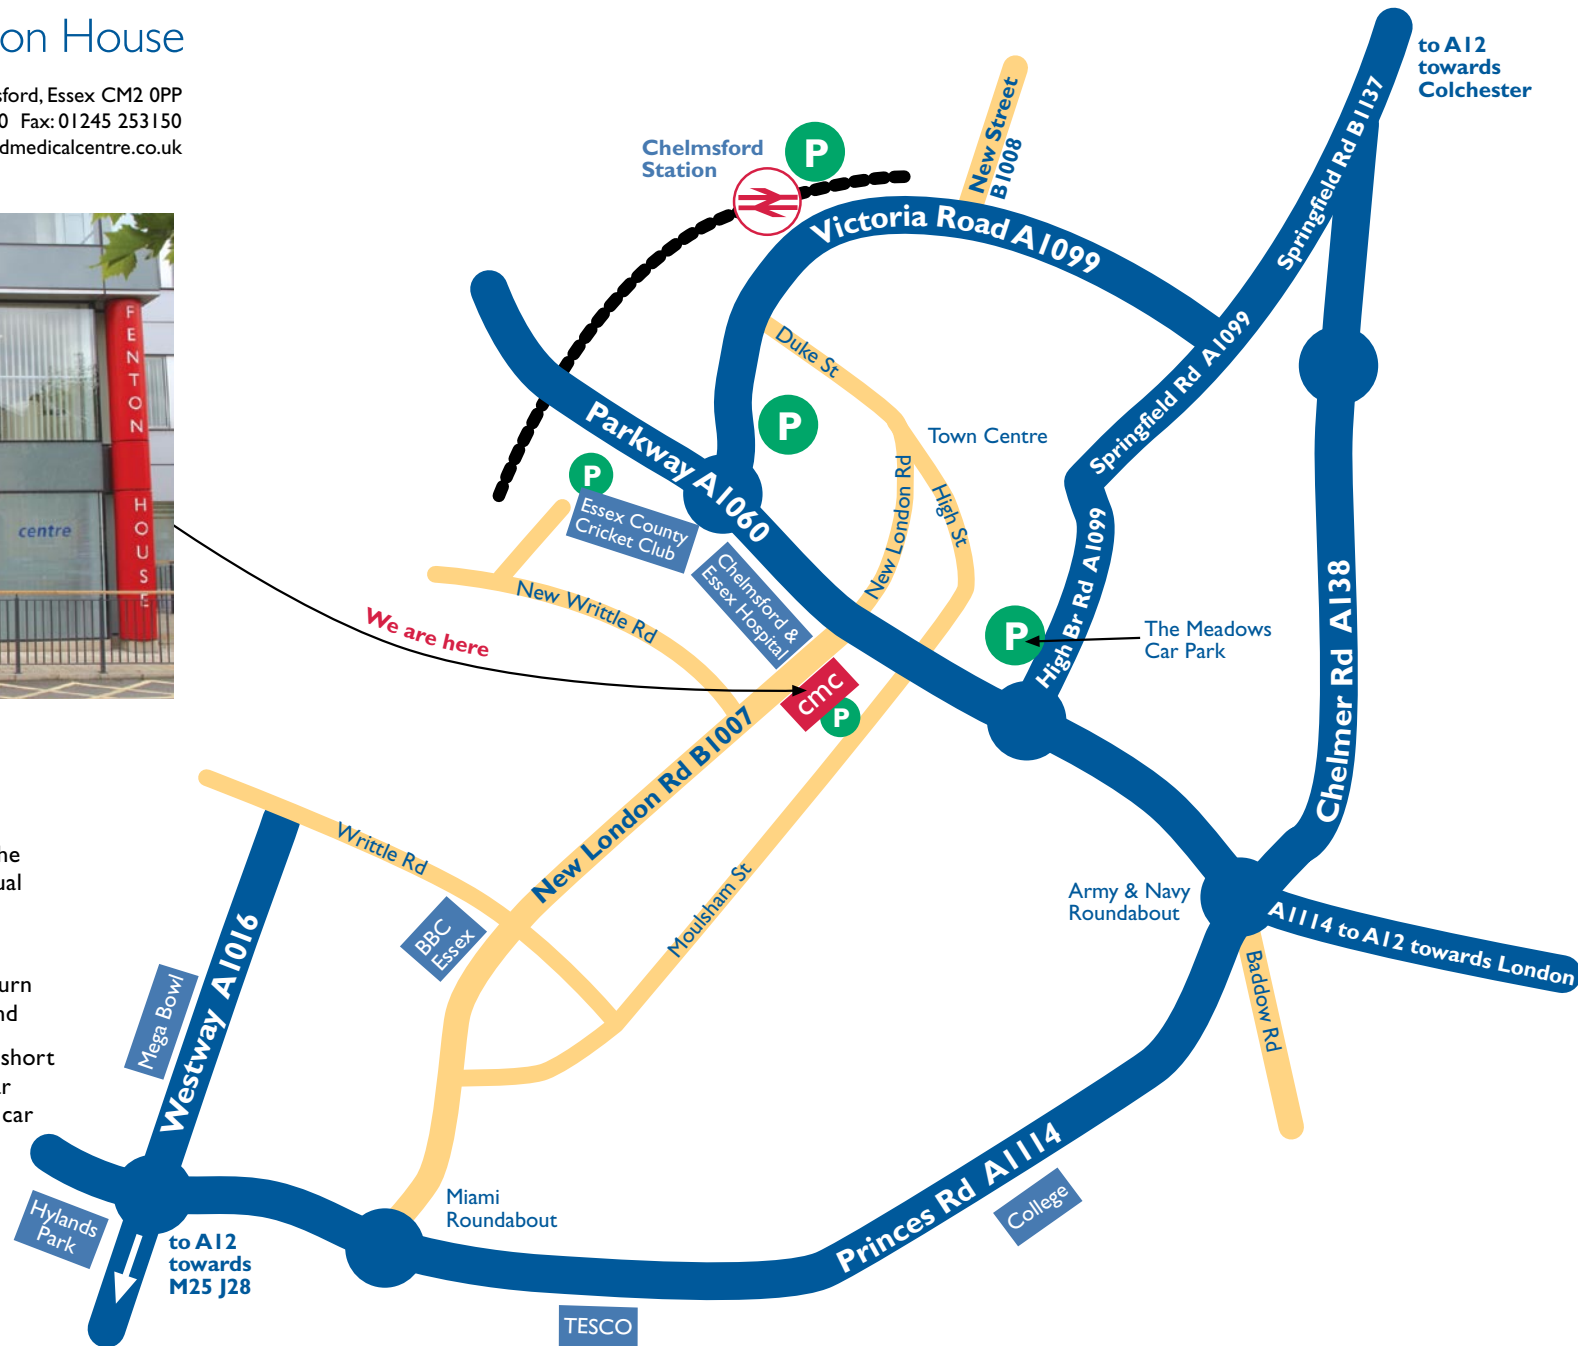 on House
sford, Essex CM2 0PP
0 Fax: 01245 253150
dmedicalcentre.co.uk
FENTON
HOUSE
centre
he
ual
urn
nd
short
ar
car
We are here
cmc
P
Chelmsford
Station
P
New Street
B1008
Victoria Road A1099
to A12
towards
Colchester
Springfield Rd B1137
Springfield Rd A1099
Duke St
P
Town Centre
Parkway A1060
P
Essex County
Cricket Club
Chelmsford &
Essex Hospital
New London Rd
High St
High Br Rd A1099
P
The Meadows
Car Park
Chelmer Rd A138
New Writtle Rd
New London Rd B1007
Writtle Rd
Moulsham St
BBC
Essex
Army & Navy
Roundabout
A1114 to A12 towards London
Baddow Rd
Mega Bowl
Westway A1016
Hylands
Park
to A12
towards
M25 J28
Miami
Roundabout
Princes Rd A1114
College
TESCO